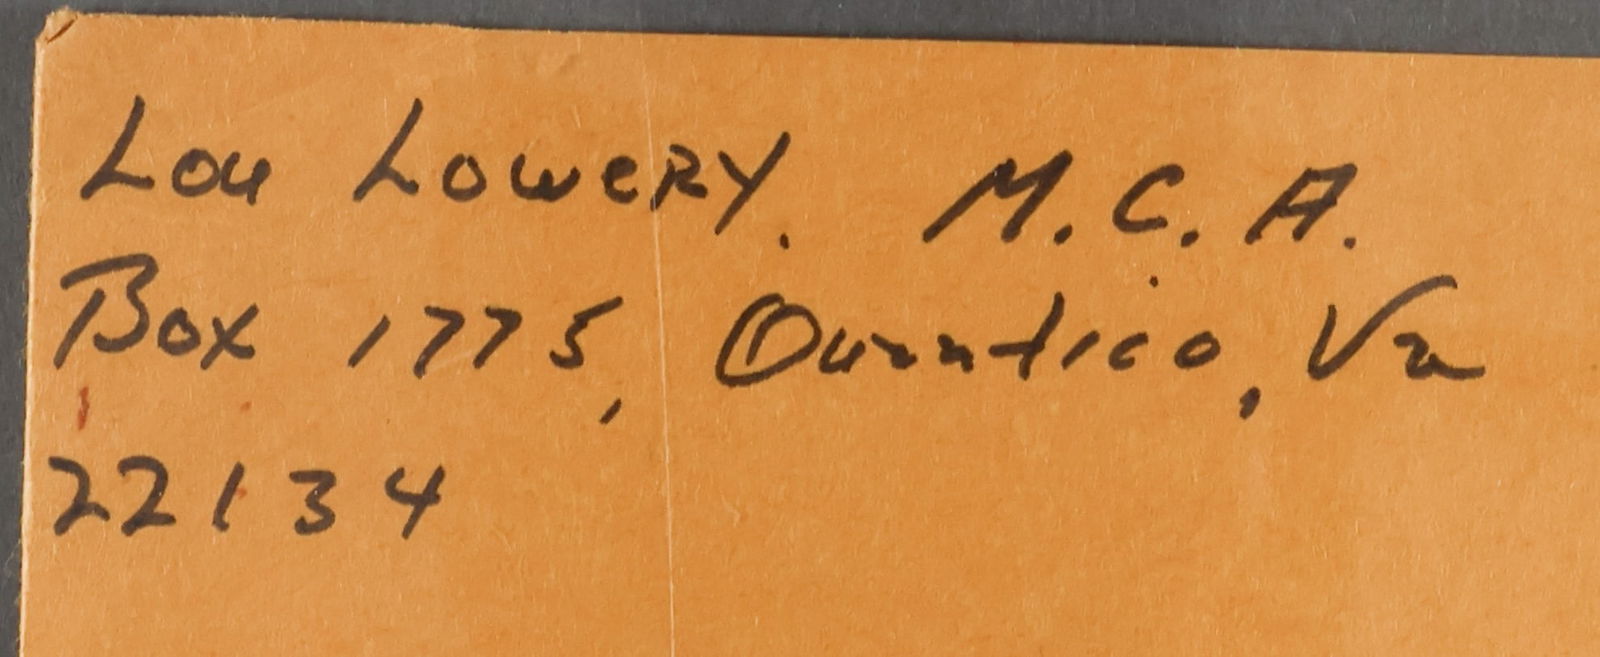 Lou Lowery. M.C.A.
Box 1775, Quantico, Va
22134